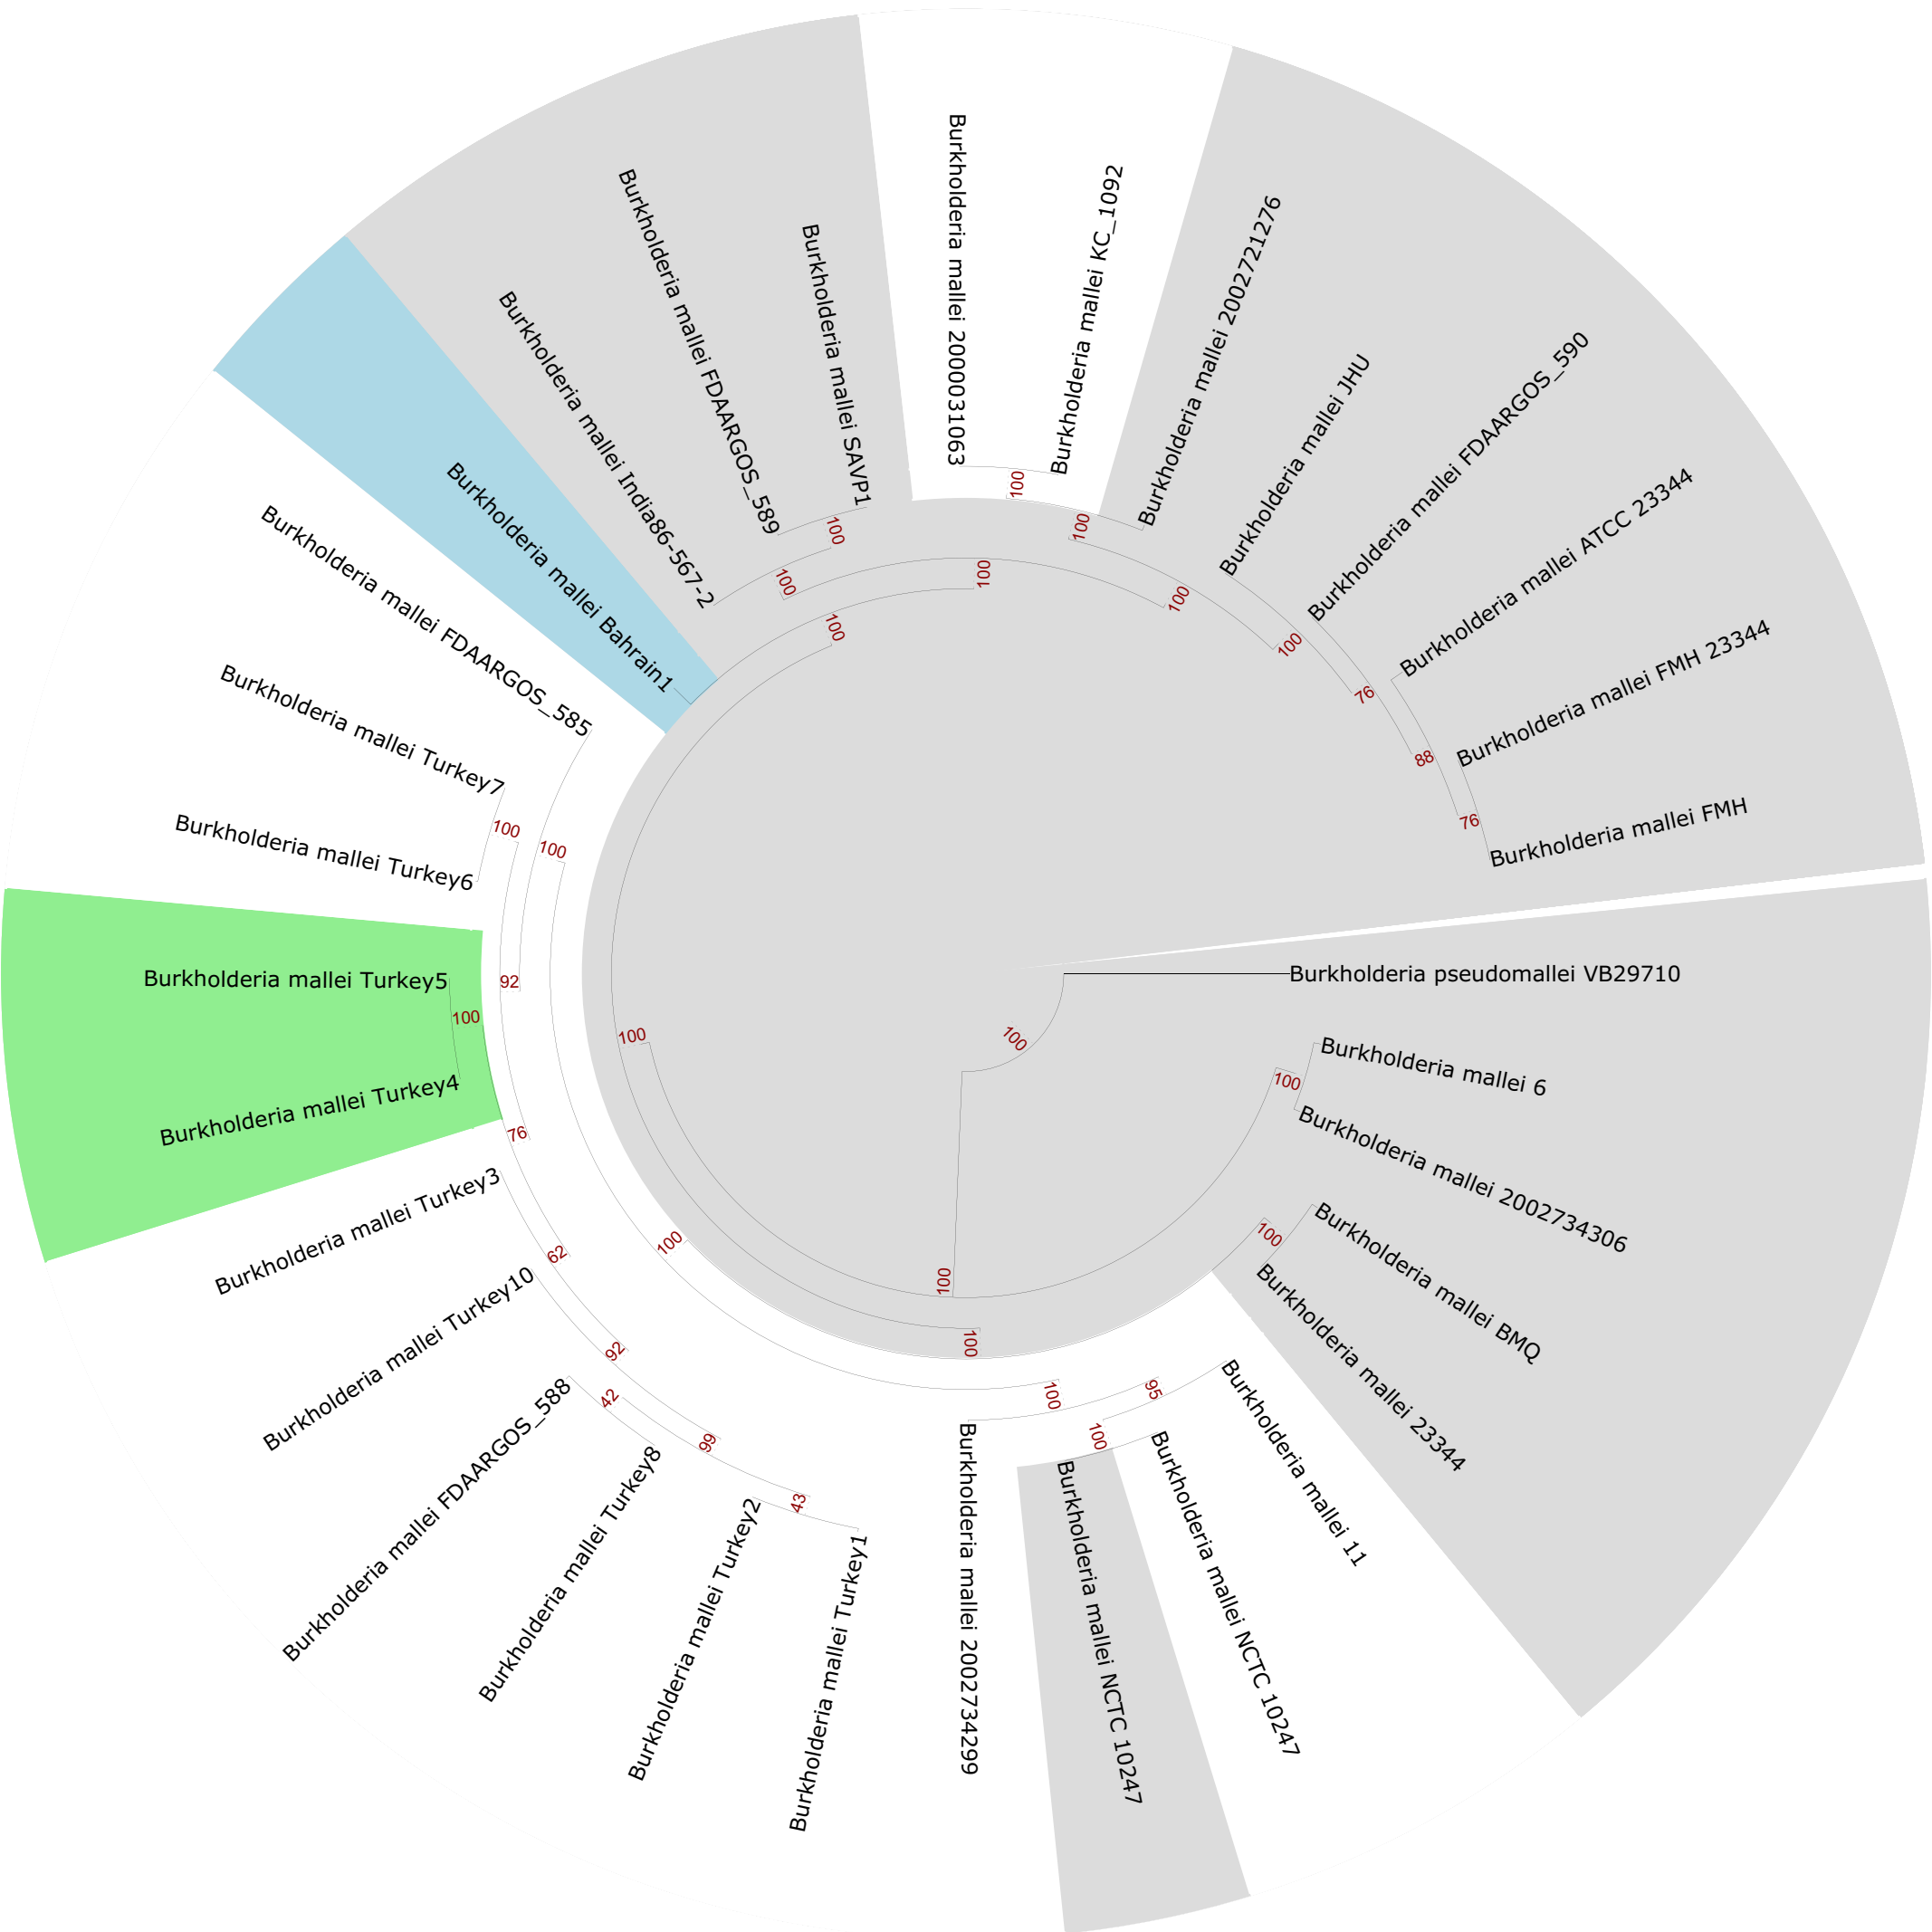 Burkholderia mallei 2000031063
Burkholderia mallei KC_1092
Burkholderia mallei 2002721276
Burkholderia mallei JHU
Burkholderia mallei FDAARGOS_590
Burkholderia mallei ATCC 23344
Burkholderia mallei FMH 23344
Burkholderia mallei FMH
Burkholderia pseudomallei VB29710
Burkholderia mallei 6
Burkholderia mallei 2002734306
Burkholderia mallei BMQ
Burkholderia mallei 23344
Burkholderia mallei 11
Burkholderia mallei NCTC 10247
Burkholderia mallei NCTC 10247
Burkholderia mallei 2002734299
Burkholderia mallei Turkey1
Burkholderia mallei Turkey2
Burkholderia mallei Turkey8
Burkholderia mallei FDAARGOS_588
Burkholderia mallei Turkey10
Burkholderia mallei Turkey3
Burkholderia mallei Turkey4
Burkholderia mallei Turkey5
Burkholderia mallei Turkey6
Burkholderia mallei Turkey7
Burkholderia mallei FDAARGOS_585
Burkholderia mallei Bahrain1
Burkholderia mallei India86-567-2
Burkholderia mallei FDAARGOS_589
Burkholderia mallei SAVP1
100
100
100
100
100
100
100
100
76
88
76
100
100
100
100
100
100
100
100
95
100
100
100
92
100
76
62
92
42
99
43